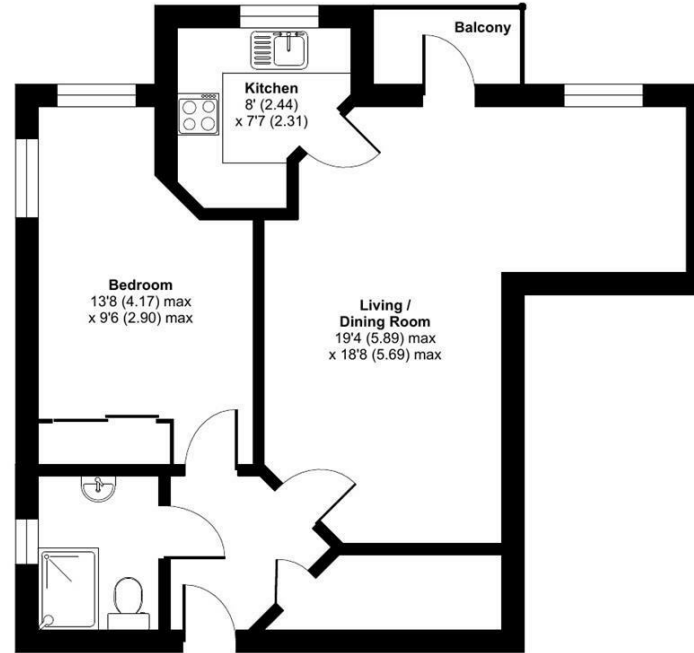 Balcony
Kitchen
8' (2.44)
x 7'7 (2.31)
Bedroom
13'8 (4.17) max
x 9'6 (2.90) max
Living /
Dining Room
19'4 (5.89) max
x 18'8 (5.69) max